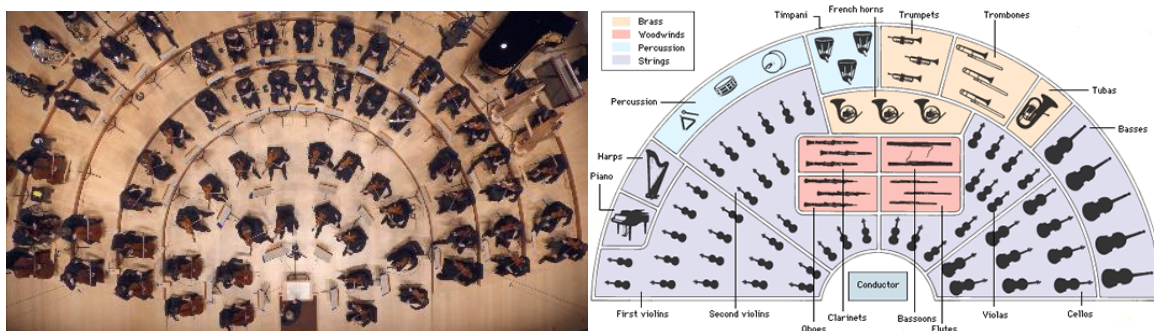 Brass
Woodwinds
Percussion
Strings
Timpani
French horns
Trumpets
Trombones
Percussion
Tubas
Basses
Harps
Piano
Conductor
First violins
Second violins
Oboes
Clarinets
Bassoons
Flutes
Violas
Cellos